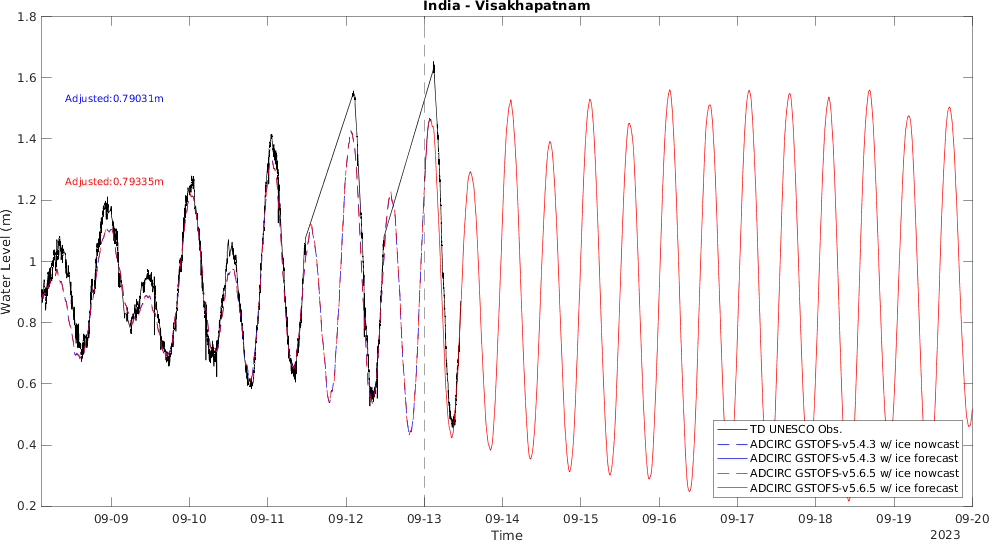 India - Visakhapatnam
1.8
1.6
1.4
1.2
1
0.8
0.6
0.4
0.2
Water Level (m)
Adjusted:0.79031m
Adjusted:0.79335m
TD UNESCO Obs.
ADCIRC GSTOFS-v5.4.3 w/ ice nowcast
ADCIRC GSTOFS-v5.4.3 w/ ice forecast
ADCIRC GSTOFS-v5.6.5 w/ ice nowcast
ADCIRC GSTOFS-v5.6.5 w/ ice forecast
09-09 09-10 09-11 09-12 09-13 09-14 09-15 09-16 09-17 09-18 09-19 09-20
Time
2023